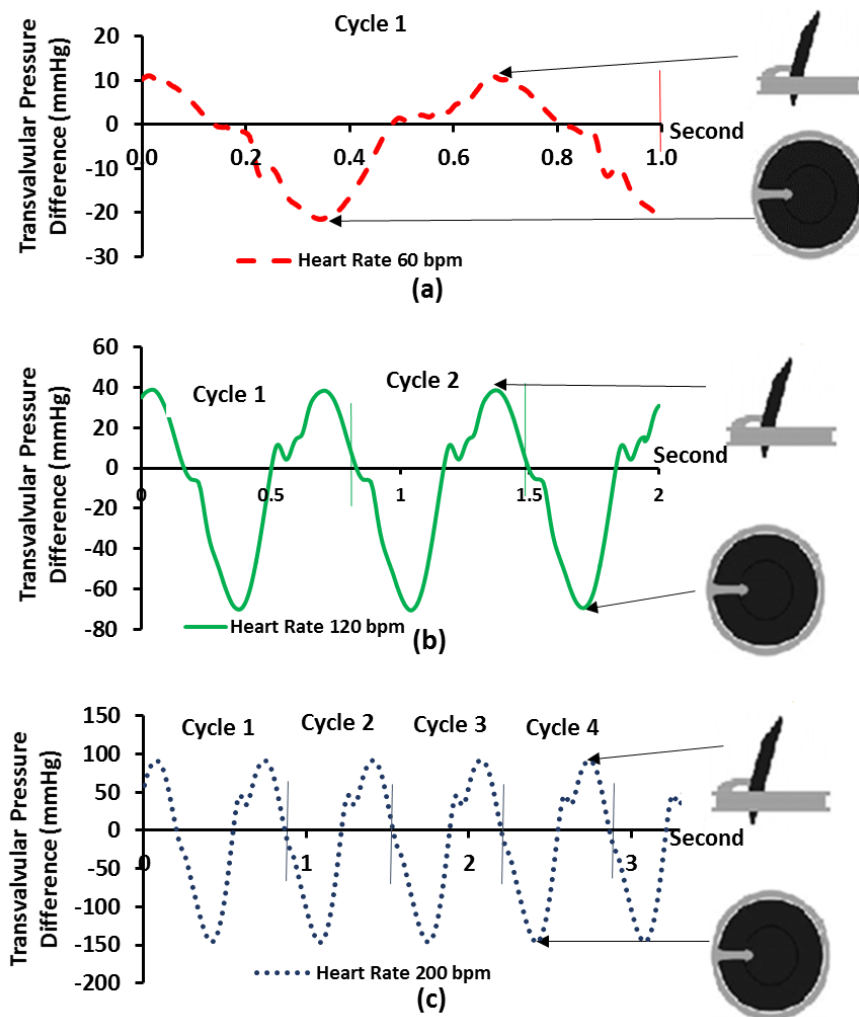 Cycle 1
Transvalvular Pressure
Difference (mmHg)
20
10
0
-10
-20
-30
0.0
0.2
0.4
0.6
0.8
1.0
Second
Heart Rate 60 bpm
(a)
Transvalvular Pressure
Difference (mmHg)
60
40
20
0
-20
-40
-60
-80
Cycle 1
Cycle 2
0
0.5
1
1.5
2
Second
Heart Rate 120 bpm
(b)
Transvalvular Pressure
Difference (mmHg)
150
100
50
0
-50
-100
-150
-200
Cycle 1
Cycle 2
Cycle 3
Cycle 4
0
1
2
3
Second
Heart Rate 200 bpm
(c)